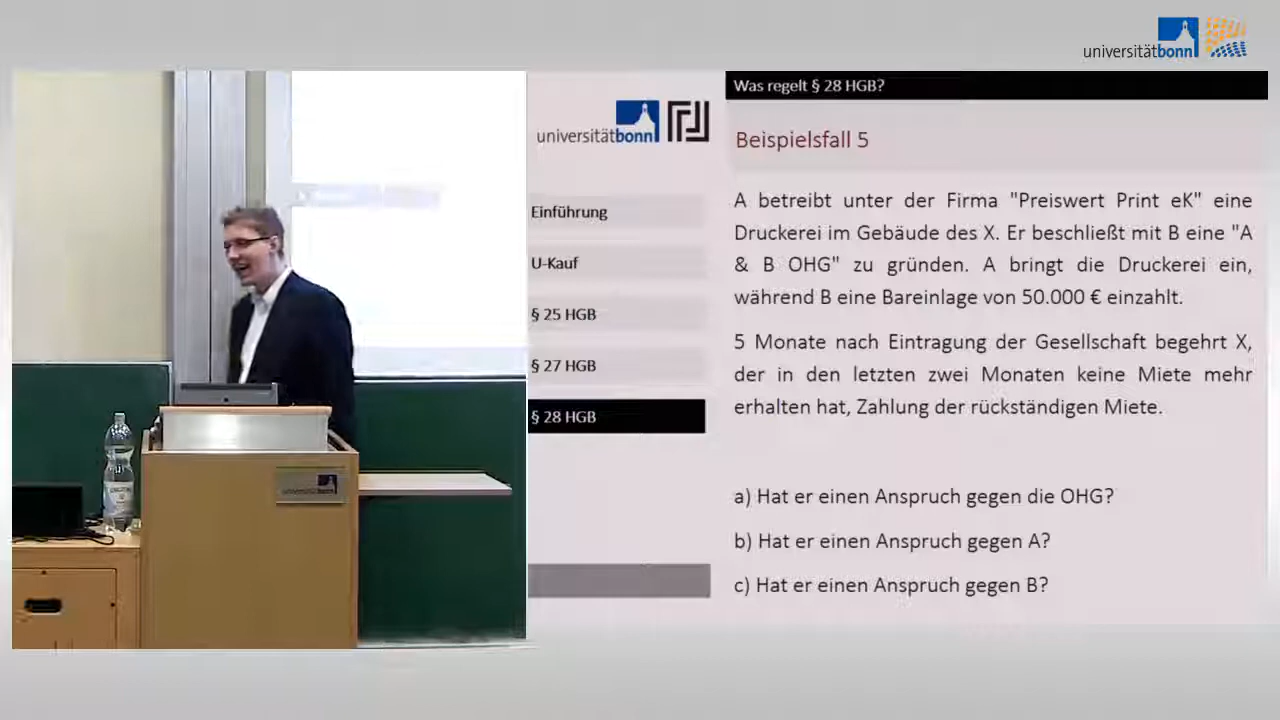 universitätbonn
Was regelt § 28 HGB?
universitätbonn
Beispielsfall 5
Einführung
U-Kauf
§ 25 HGB
§ 27 HGB
§ 28 HGB
A betreibt unter der Firma "Preiswert Print eK" eine
Druckerei im Gebäude des X. Er beschließt mit B eine "A
& B OHG" zu gründen. A bringt die Druckerei ein,
während B eine Bareinlage von 50.000 € einzahlt.
5 Monate nach Eintragung der Gesellschaft begehrt X,
der in den letzten zwei Monaten keine Miete mehr
erhalten hat, Zahlung der rückständigen Miete.
a) Hat er einen Anspruch gegen die OHG?
b) Hat er einen Anspruch gegen A?
c) Hat er einen Anspruch gegen B?
universitätbonn